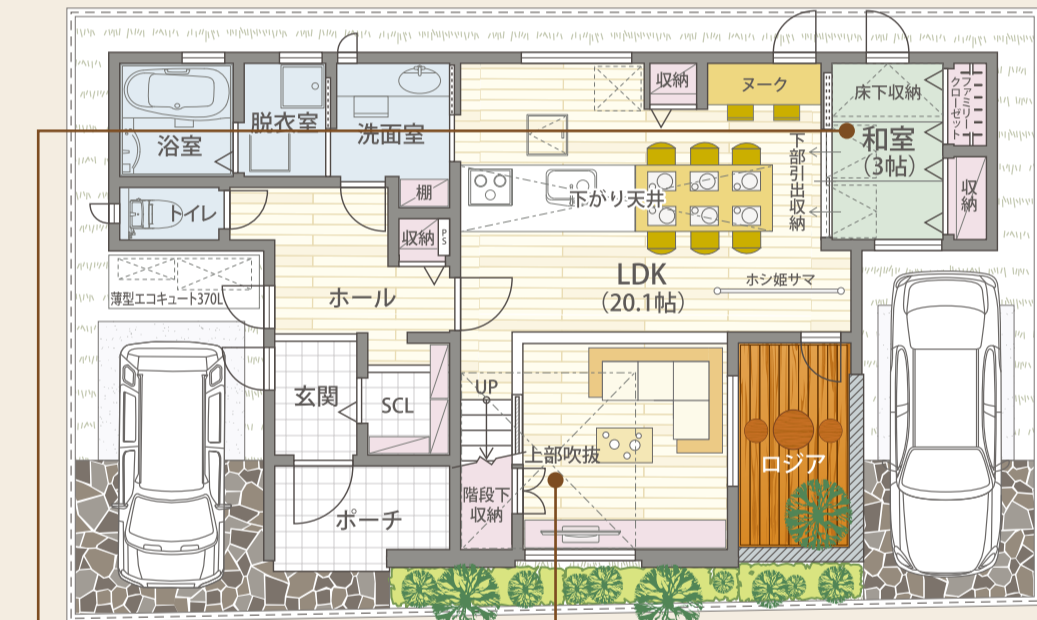 浴室
脱衣室
洗面室
収納
ヌーク
床下収納
ファミリー
クローゼット
和室
(3帖)
下部引出収納
収納
トイレ
棚
収納
PS
下がり天井
LDK
(20.1帖)
ホシ姫サマ
薄型エコキュート370L
ホール
玄関
SCL
UP
上部吹抜
階段下
収納
ロジア
ポーチ